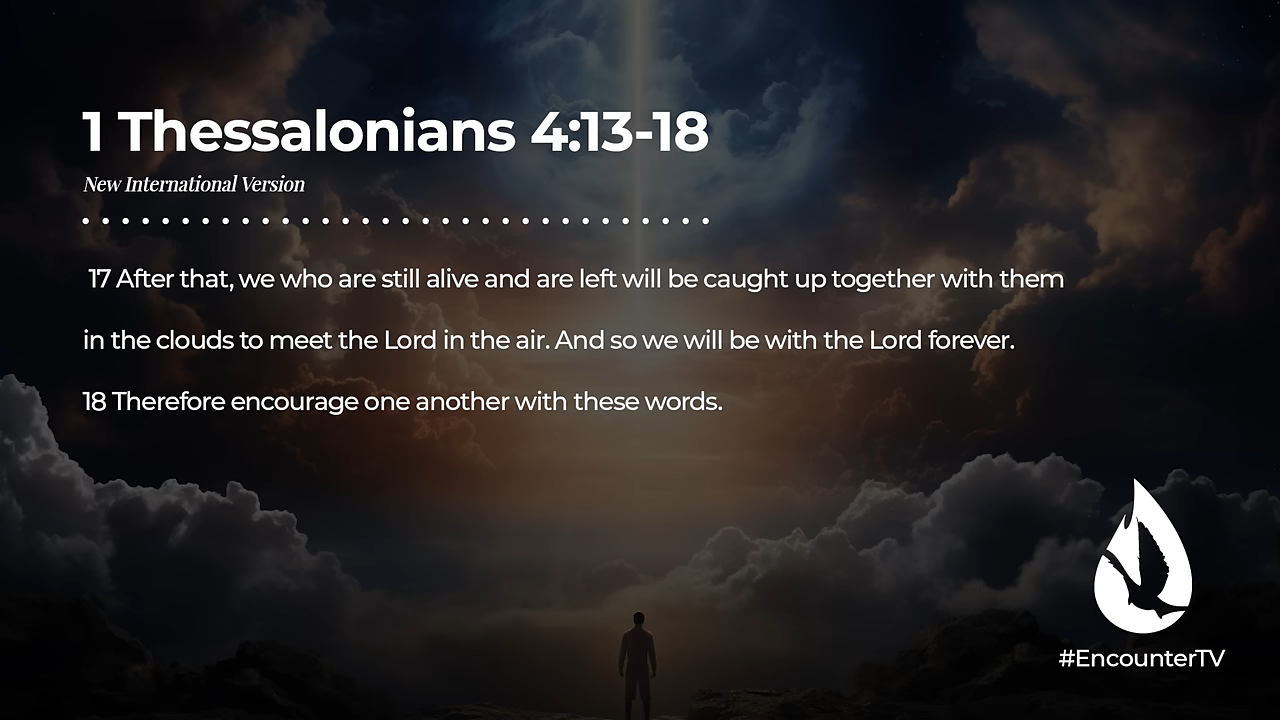 1 Thessalonians 4:13-18
New International Version
17 After that, we who are still alive and are left will be caught up together with them
in the clouds to meet the Lord in the air. And so we will be with the Lord forever.
18 Therefore encourage one another with these words.
#EncounterTV